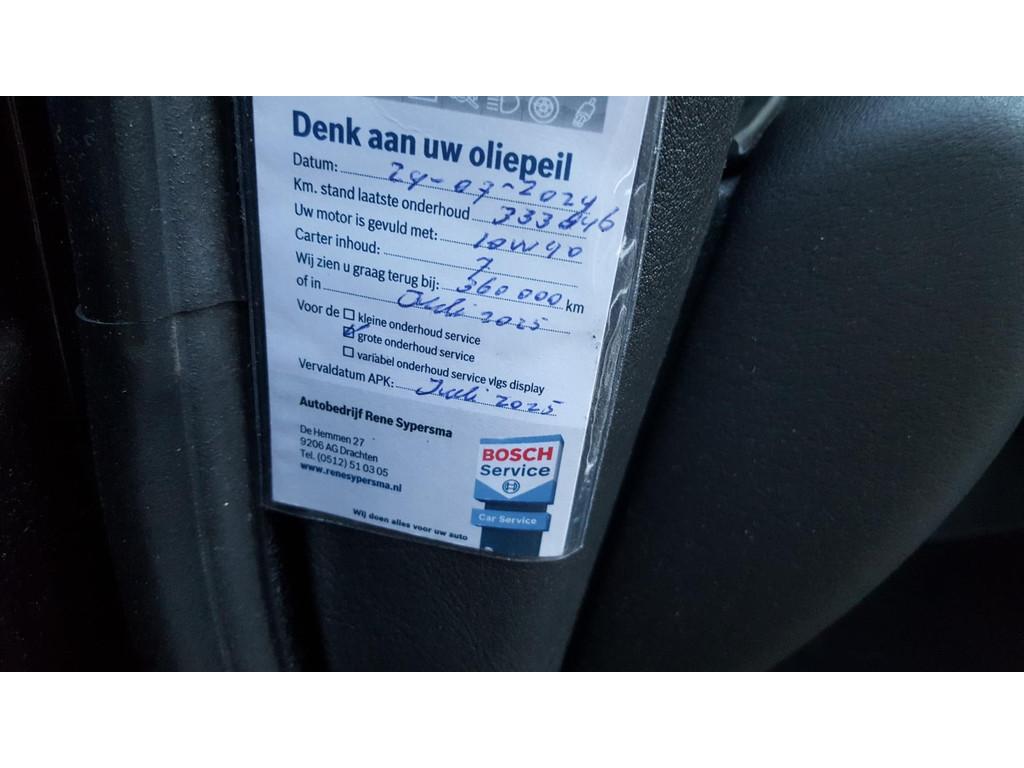 Denk aan uw oliepeil
Datum: 24-07-2024
Km. stand laatste onderhoud
Uw motor is gevuld met: 10W40
Carter inhoud: 7
Wij zien u graag terug bij: 360 000 km
of in Juli 2025
Voor de kleine onderhoud service
grote onderhoud service
variabel onderhoud service vlgs display
Vervaldatum APK: Juli 2025
Autobedrijf Rene Sypersma
De Hemmen 27
9206 AG Drachten
Tel. (0512) 51 03 05
www.renesypersma.nl
BOSCH
Service
Car Service
Wij doen alles voor uw auto